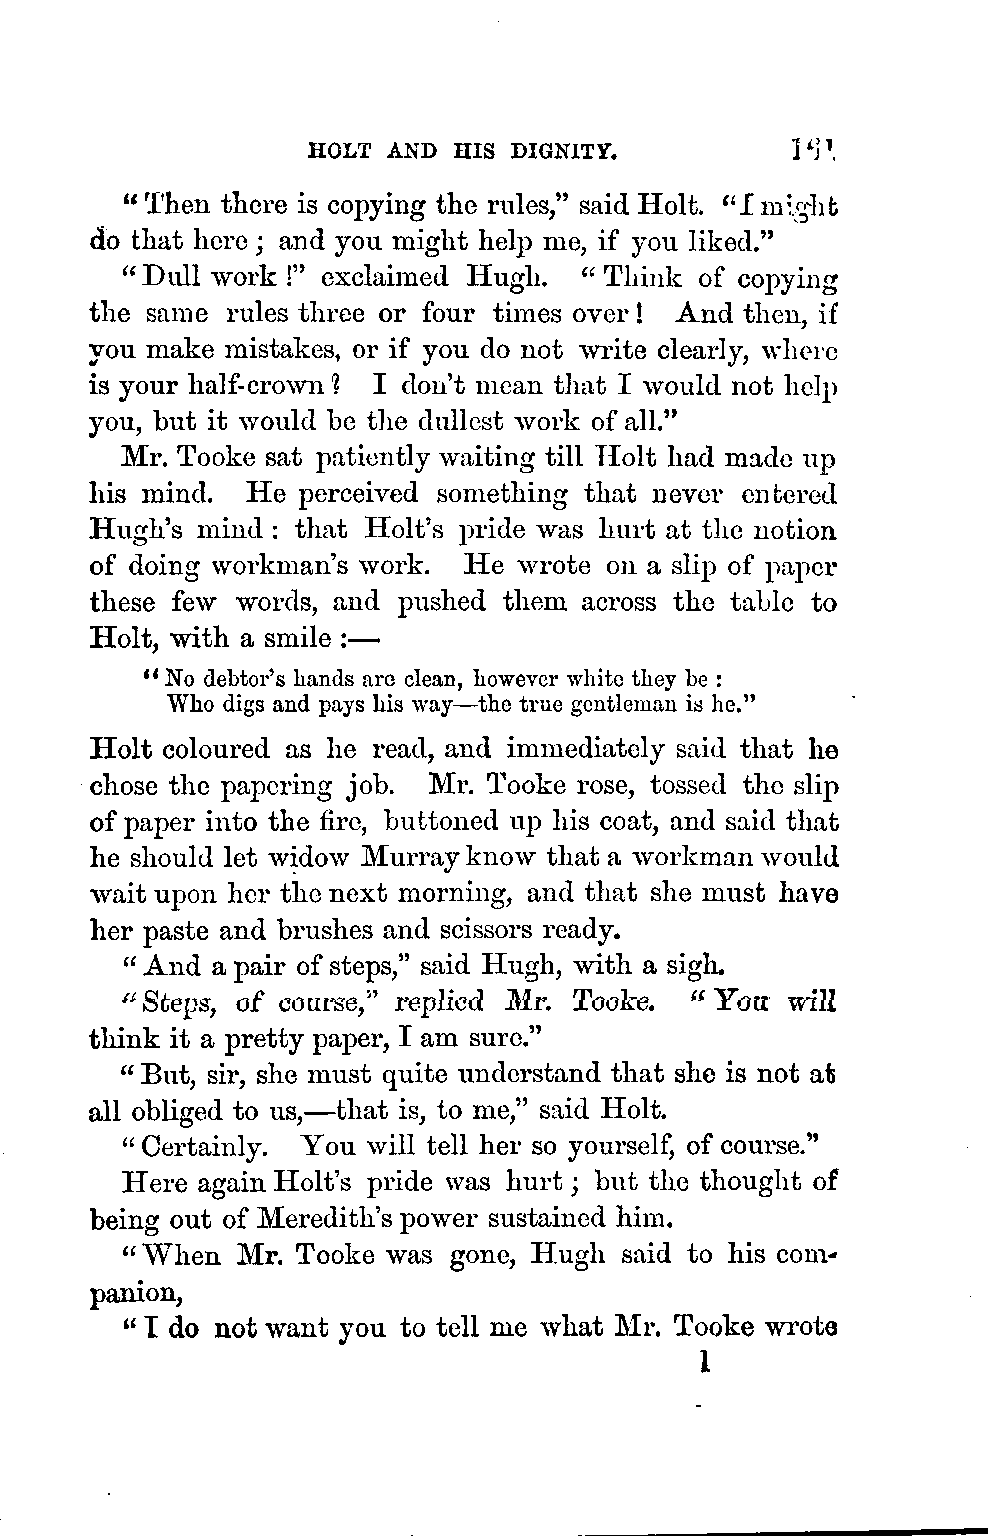 HOLT AND HIS DIGNITY.
"Then there is copying the rules," said Holt. "I might
do that here; and you might help me, if you liked."
"Dull work!" exclaimed Hugh. "Think of copying
the same rules three or four times over! And then, if
you make mistakes, or if you do not write clearly, where
is your half-crown? I don't mean that I would not help
you, but it would be the dullest work of all."
Mr. Tooke sat patiently waiting till Holt had made up
his mind. He perceived something that never entered
Hugh's mind: that Holt's pride was hurt at the notion
of doing workman's work. He wrote on a slip of paper
these few words, and pushed them across the table to
Holt, with a smile:—
"No debtor's hands are clean, however white they be:
Who digs and pays his way—the true gentleman is he."
Holt coloured as he read, and immediately said that he
chose the papering job. Mr. Tooke rose, tossed the slip
of paper into the fire, buttoned up his coat, and said that
he should let widow Murray know that a workman would
wait upon her the next morning, and that she must have
her paste and brushes and scissors ready.
"And a pair of steps," said Hugh, with a sigh.
"Steps, of course," replied Mr. Tooke. "You will
think it a pretty paper, I am sure."
"But, sir, she must quite understand that she is not at
all obliged to us,—that is, to me," said Holt.
"Certainly. You will tell her so yourself, of course."
Here again Holt's pride was hurt; but the thought of
being out of Meredith's power sustained him.
"When Mr. Tooke was gone, Hugh said to his com-
panion,
"I do not want you to tell me what Mr. Tooke wrote
l